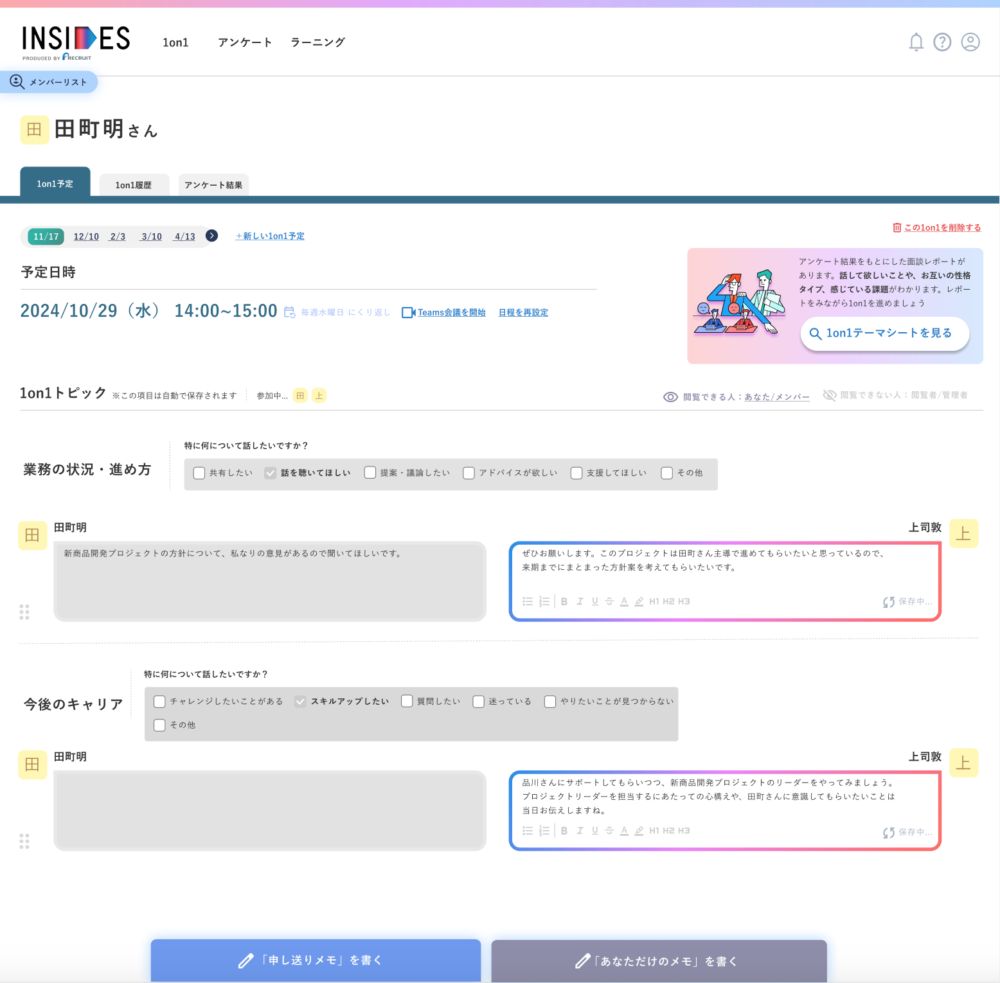 INSIDES
PRODUCED BY RECRUIT
1on1 アンケート ラーニング
メンバーリスト
田 田町明さん
1on1予定 1on1履歴 アンケート結果
11/17 12/10 2/3 3/10 4/13 ＋新しい1on1予定
この1on1を削除する
予定日時
2024/10/29（水） 14:00~15:00 毎週水曜日 にくり返し Teams会議を開始 日程を再設定
アンケート結果をもとにした面談レポートが
あります。話して欲しいことや、お互いの性格
タイプ、感じている課題がわかります。レポー
トをみながら1on1を進めましょう
1on1テーマシートを見る
1on1トピック ※この項目は自動で保存されます 参加中... 田 上
閲覧できる人：あなた/メンバー 閲覧できない人：閲覧者/管理者
特に何について話したいですか？
業務の状況・進め方
共有したい 話を聴いてほしい 提案・議論したい アドバイスが欲しい 支援してほしい その他
田 田町明
新商品開発プロジェクトの方針について、私なりの意見があるので聞いてほしいです。
上司敦 上
ぜひお願いします。このプロジェクトは田町さん主導で進めてもらいたいと思っているので、
来期までにまとまった方針案を考えてもらいたいです。
B I U S A H1 H2 H3 保存中...
特に何について話したいですか？
今後のキャリア
チャレンジしたいことがある スキルアップしたい 質問したい 迷っている やりたいことが見つからない
その他
田 田町明
上司敦 上
品川さんにサポートしてもらいつつ、新商品開発プロジェクトのリーダーをやってみましょう。
プロジェクトリーダーを担当するにあたっての心構えや、田町さんに意識してもらいたいことは
当日お伝えしますね。
B I U S A H1 H2 H3 保存中...
「申し送りメモ」を書く 「あなただけのメモ」を書く